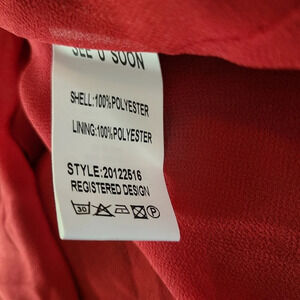 SEE U SOON
SHELL:100%POLYESTER
LINING:100%POLYESTER
STYLE:20122516
REGISTERED DESIGN
30 P